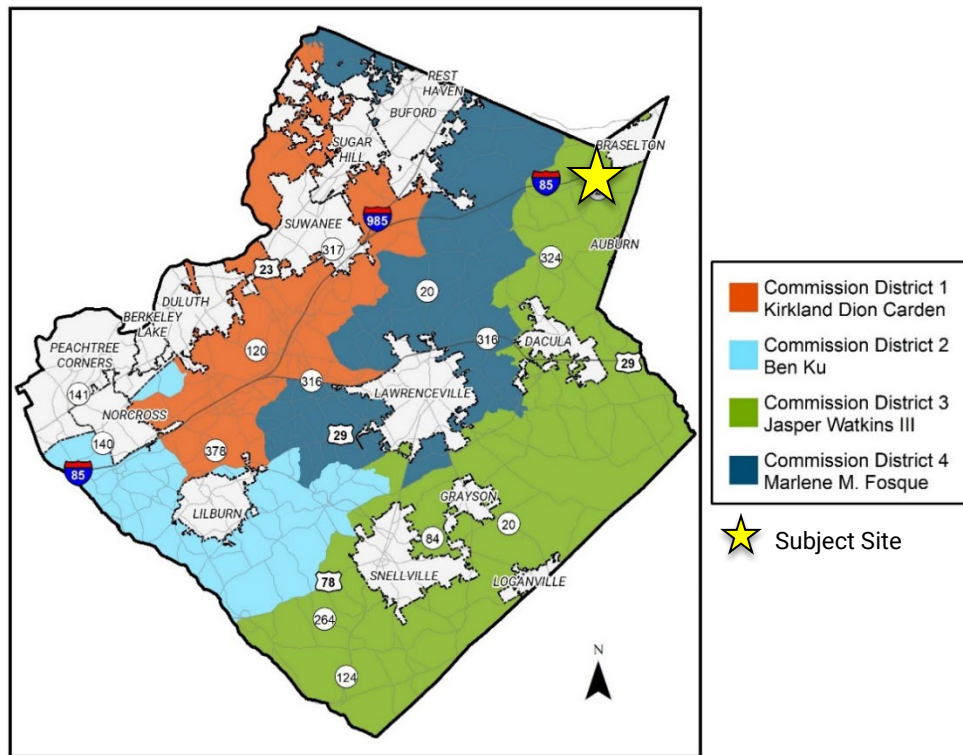 REST
HAVEN
BUFORD
SUGAR
HILL
BRASELTON
85
SUWANEE
985
317
AUBURN
23
324
DULUTH
BERKELEY
LAKE
20
PEACHTREE
CORNERS
120
316
DACULA
29
141
316
LAWRENCEVILLE
NORCROSS
140
29
378
85
LILBURN
GRAYSON
20
84
SNELLVILLE
LOGANVILLE
78
264
124
N
Commission District 1
Kirkland Dion Carden
Commission District 2
Ben Ku
Commission District 3
Jasper Watkins III
Commission District 4
Marlene M. Fosque
Subject Site